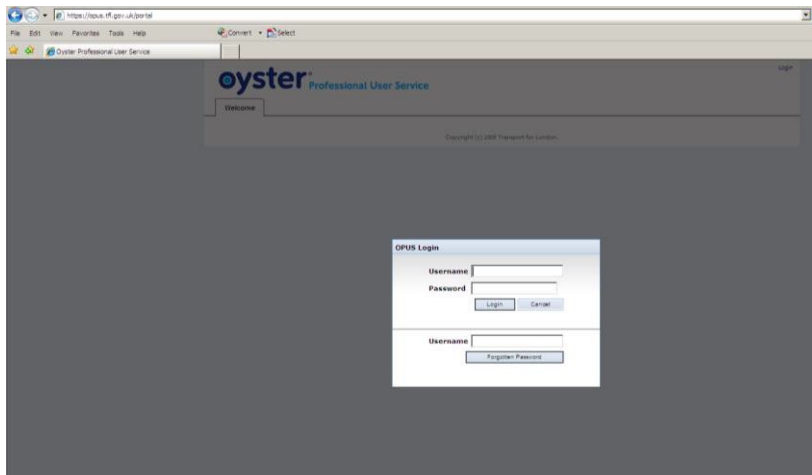 https://opus.tfl.gov.uk/portal
File Edit View Favorites Tools Help
Convert Select
Oyster Professional User Service
Login
oyster Professional User Service
Welcome
Copyright (c) 2009 Transport for London.
OPUS Login
Username
Password
Login Cancel
Username
Forgotten Password